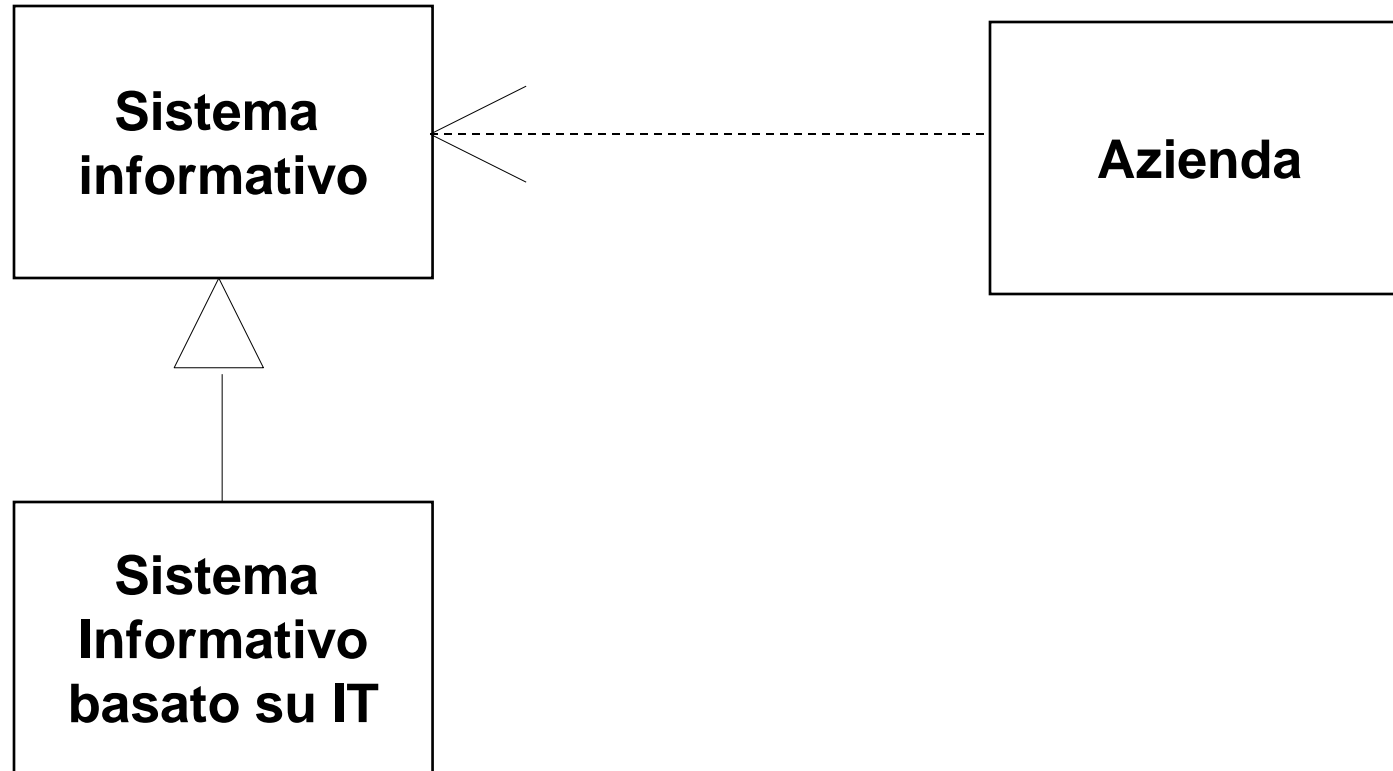 Sistema
informativo
Azienda
Sistema
Informativo
basato su IT